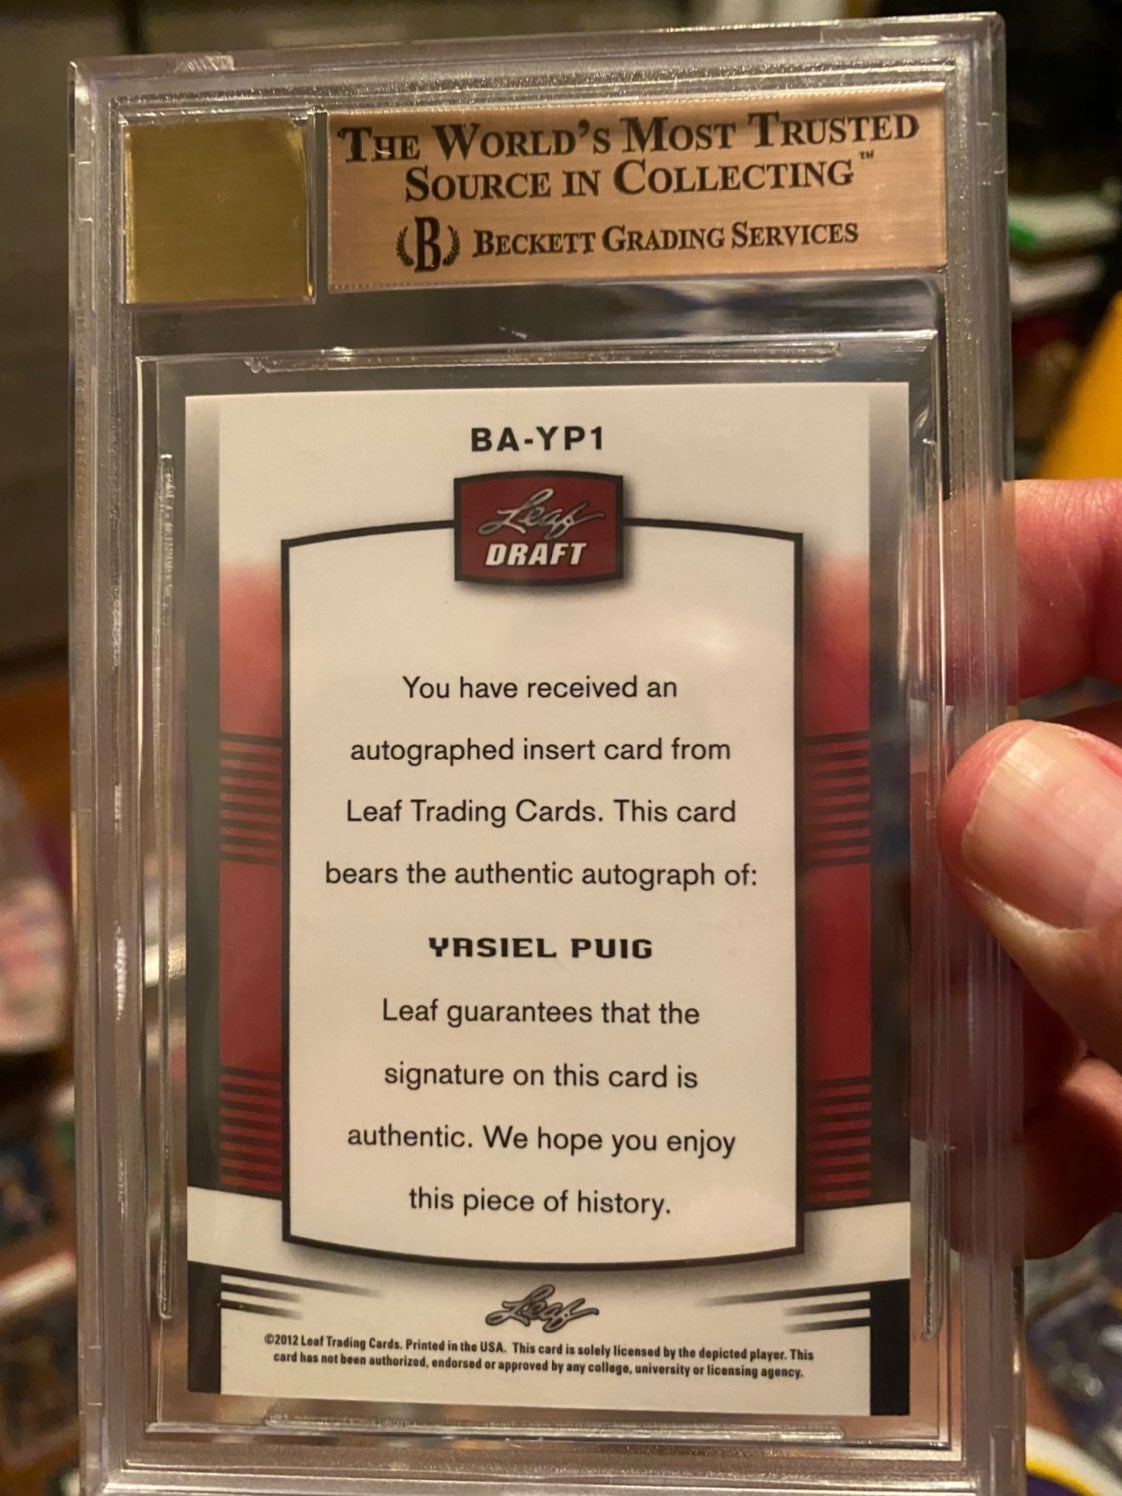 THE WORLD'S MOST TRUSTED
SOURCE IN COLLECTING™
B BECKETT GRADING SERVICES
BA-YP1
Leaf
DRAFT
You have received an
autographed insert card from
Leaf Trading Cards. This card
bears the authentic autograph of:
YASIEL PUIG
Leaf guarantees that the
signature on this card is
authentic. We hope you enjoy
this piece of history.
Leaf
©2012 Leaf Trading Cards. Printed in the USA. This card is solely licensed by the depicted player. This
card has not been authorized, endorsed or approved by any college, university or licensing agency.